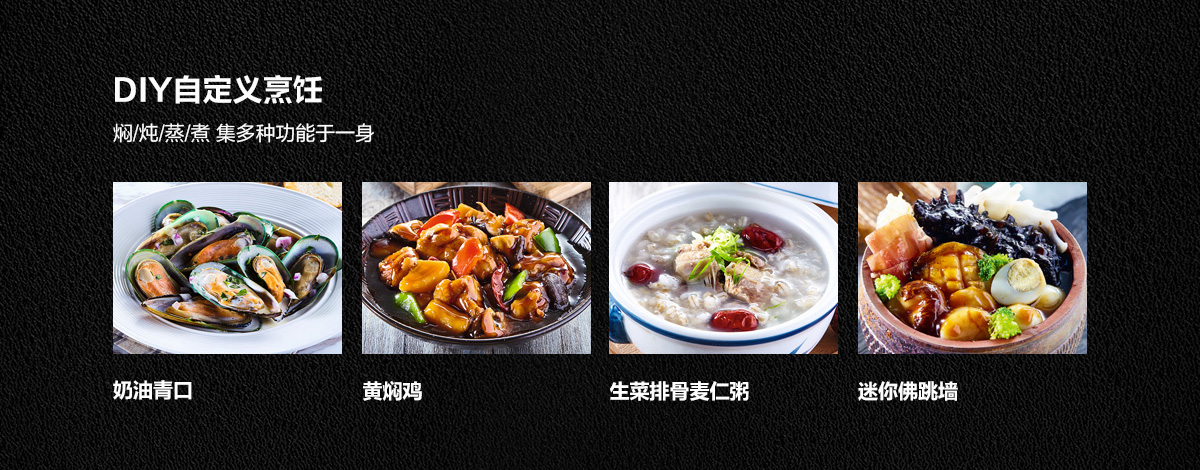 DIY自定义烹饪
焖/炖/蒸/煮 集多种功能于一身
奶油青口
黄焖鸡
生菜排骨麦仁粥
迷你佛跳墙